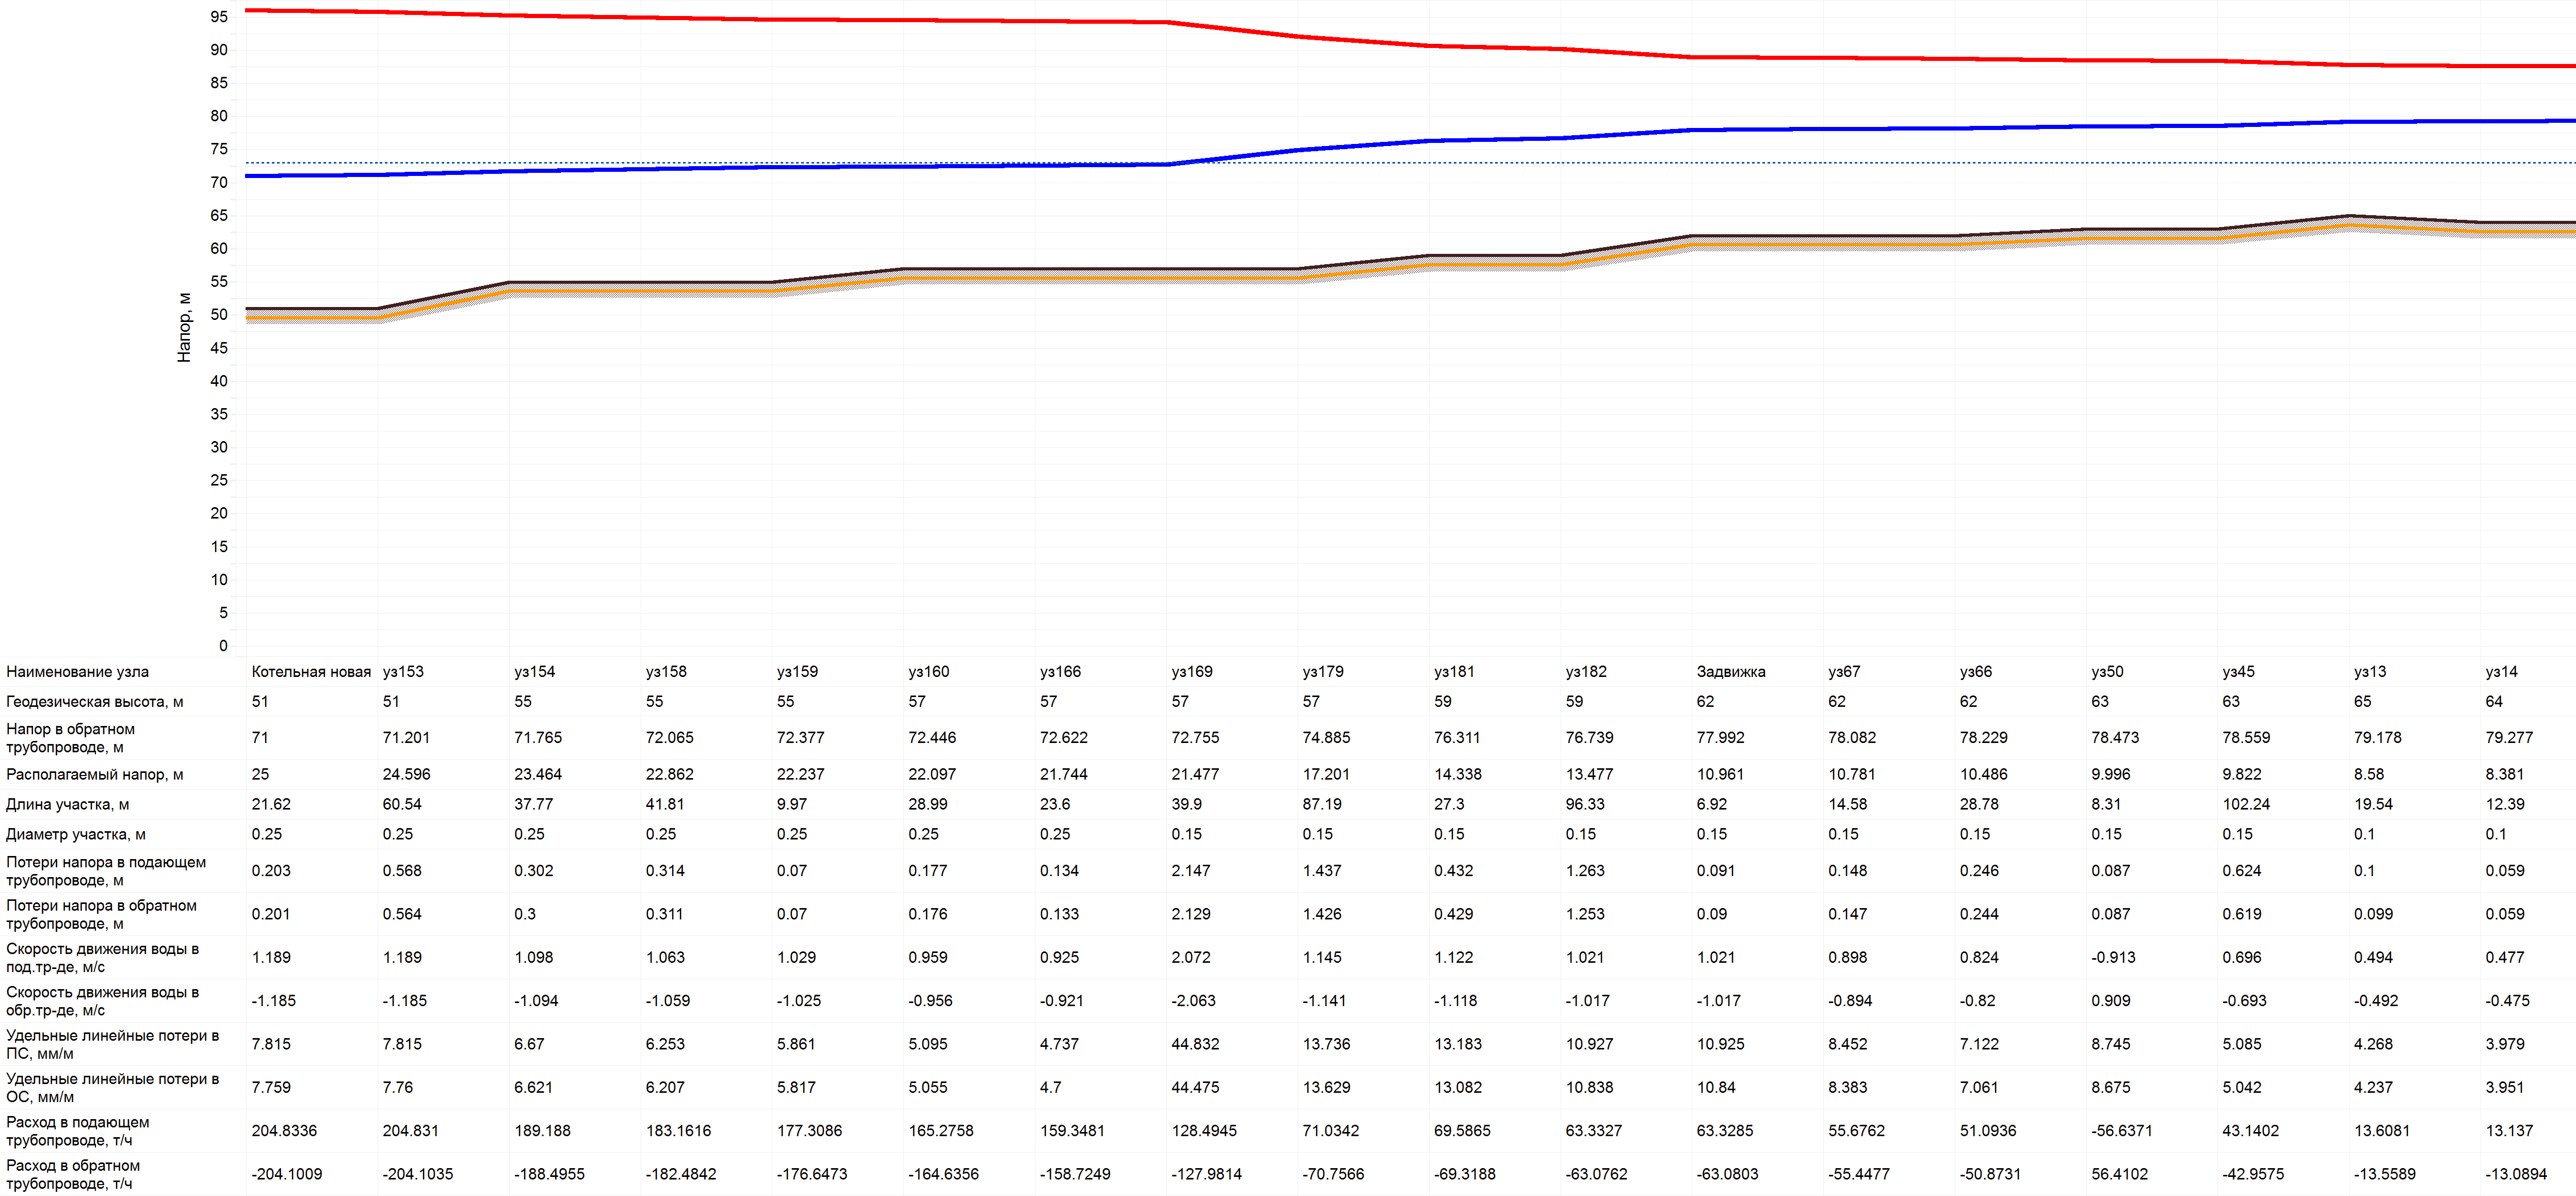 95
90
85
80
75
70
65
60
55
50
45
40
35
30
25
20
15
10
5
0
Напор, м
Наименование узла Котельная новая уз153 уз154 уз158 уз159 уз160 уз166 уз169 уз179 уз181 уз182 Задвижка уз67 уз66 уз50 уз45 уз13 уз14
Геодезическая высота, м 51 51 55 55 55 57 57 57 57 59 59 62 62 62 63 63 65 64
Напор в обратном
трубопроводе, м 71 71.201 71.765 72.065 72.377 72.446 72.622 72.755 74.885 76.311 76.739 77.992 78.082 78.229 78.473 78.559 79.178 79.277
Располагаемый напор, м 25 24.596 23.464 22.862 22.237 22.097 21.744 21.477 17.201 14.338 13.477 10.961 10.781 10.486 9.996 9.822 8.58 8.381
Длина участка, м 21.62 60.54 37.77 41.81 9.97 28.99 23.6 39.9 87.19 27.3 96.33 6.92 14.58 28.78 8.31 102.24 19.54 12.39
Диаметр участка, м 0.25 0.25 0.25 0.25 0.25 0.25 0.25 0.15 0.15 0.15 0.15 0.15 0.15 0.15 0.15 0.15 0.1 0.1
Потери напора в подающем
трубопроводе, м 0.203 0.568 0.302 0.314 0.07 0.177 0.134 2.147 1.437 0.432 1.263 0.091 0.148 0.246 0.087 0.624 0.1 0.059
Потери напора в обратном
трубопроводе, м 0.201 0.564 0.3 0.311 0.07 0.176 0.133 2.129 1.426 0.429 1.253 0.09 0.147 0.244 0.087 0.619 0.099 0.059
Скорость движения воды в
под.тр-де, м/с 1.189 1.189 1.098 1.063 1.029 0.959 0.925 2.072 1.145 1.122 1.021 1.021 0.898 0.824 -0.913 0.696 0.494 0.477
Скорость движения воды в
обр.тр-де, м/с -1.185 -1.185 -1.094 -1.059 -1.025 -0.956 -0.921 -2.063 -1.141 -1.118 -1.017 -1.017 -0.894 -0.82 0.909 -0.693 -0.492 -0.475
Удельные линейные потери в
ПС, мм/м 7.815 7.815 6.67 6.253 5.861 5.095 4.737 44.832 13.736 13.183 10.927 10.925 8.452 7.122 8.745 5.085 4.268 3.979
Удельные линейные потери в
ОС, мм/м 7.759 7.76 6.621 6.207 5.817 5.055 4.7 44.475 13.629 13.082 10.838 10.84 8.383 7.061 8.675 5.042 4.237 3.951
Расход в подающем
трубопроводе, т/ч 204.8336 204.831 189.188 183.1616 177.3086 165.2758 159.3481 128.4945 71.0342 69.5865 63.3327 63.3285 55.6762 51.0936 -56.6371 43.1402 13.6081 13.137
Расход в обратном
трубопроводе, т/ч -204.1009 -204.1035 -188.4955 -182.4842 -176.6473 -164.6356 -158.7249 -127.9814 -70.7566 -69.3188 -63.0762 -63.0803 -55.4477 -50.8731 56.4102 -42.9575 -13.5589 -13.0894